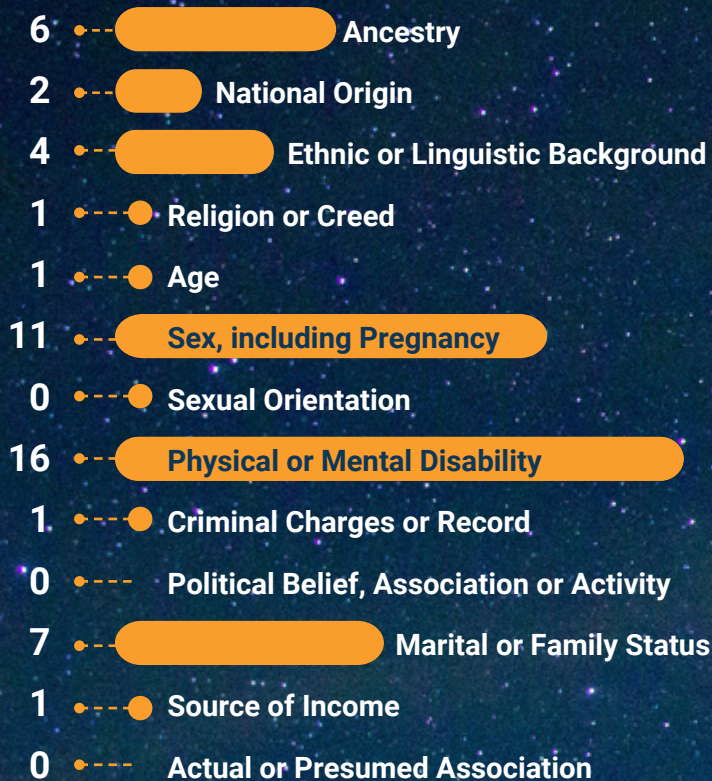 6 Ancestry
2 National Origin
4 Ethnic or Linguistic Background
1 Religion or Creed
1 Age
11 Sex, including Pregnancy
0 Sexual Orientation
16 Physical or Mental Disability
1 Criminal Charges or Record
0 Political Belief, Association or Activity
7 Marital or Family Status
1 Source of Income
0 Actual or Presumed Association